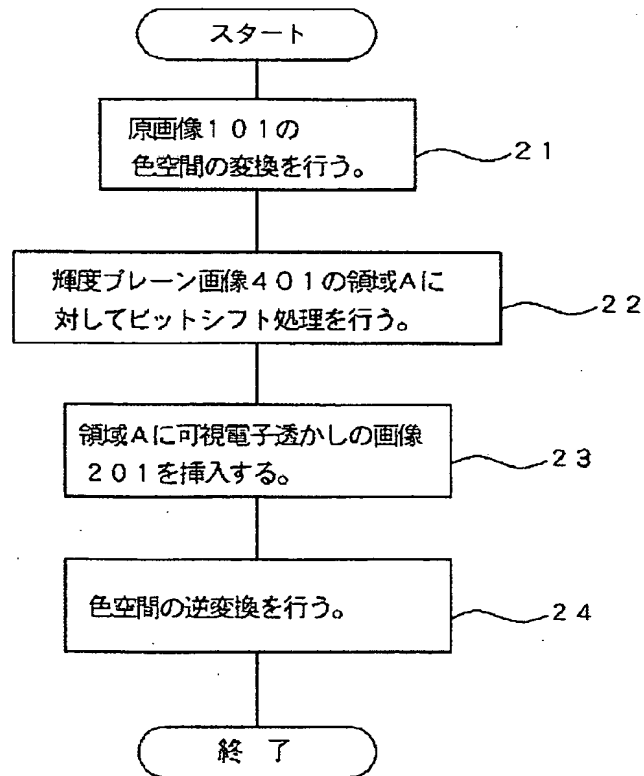 スタート
原画像101の
色空間の変換を行う。
21
輝度プレーン画像401の領域Aに
対してビットシフト処理を行う。
22
領域Aに可視電子透かしの画像
201を挿入する。
23
色空間の逆変換を行う。
24
終 了